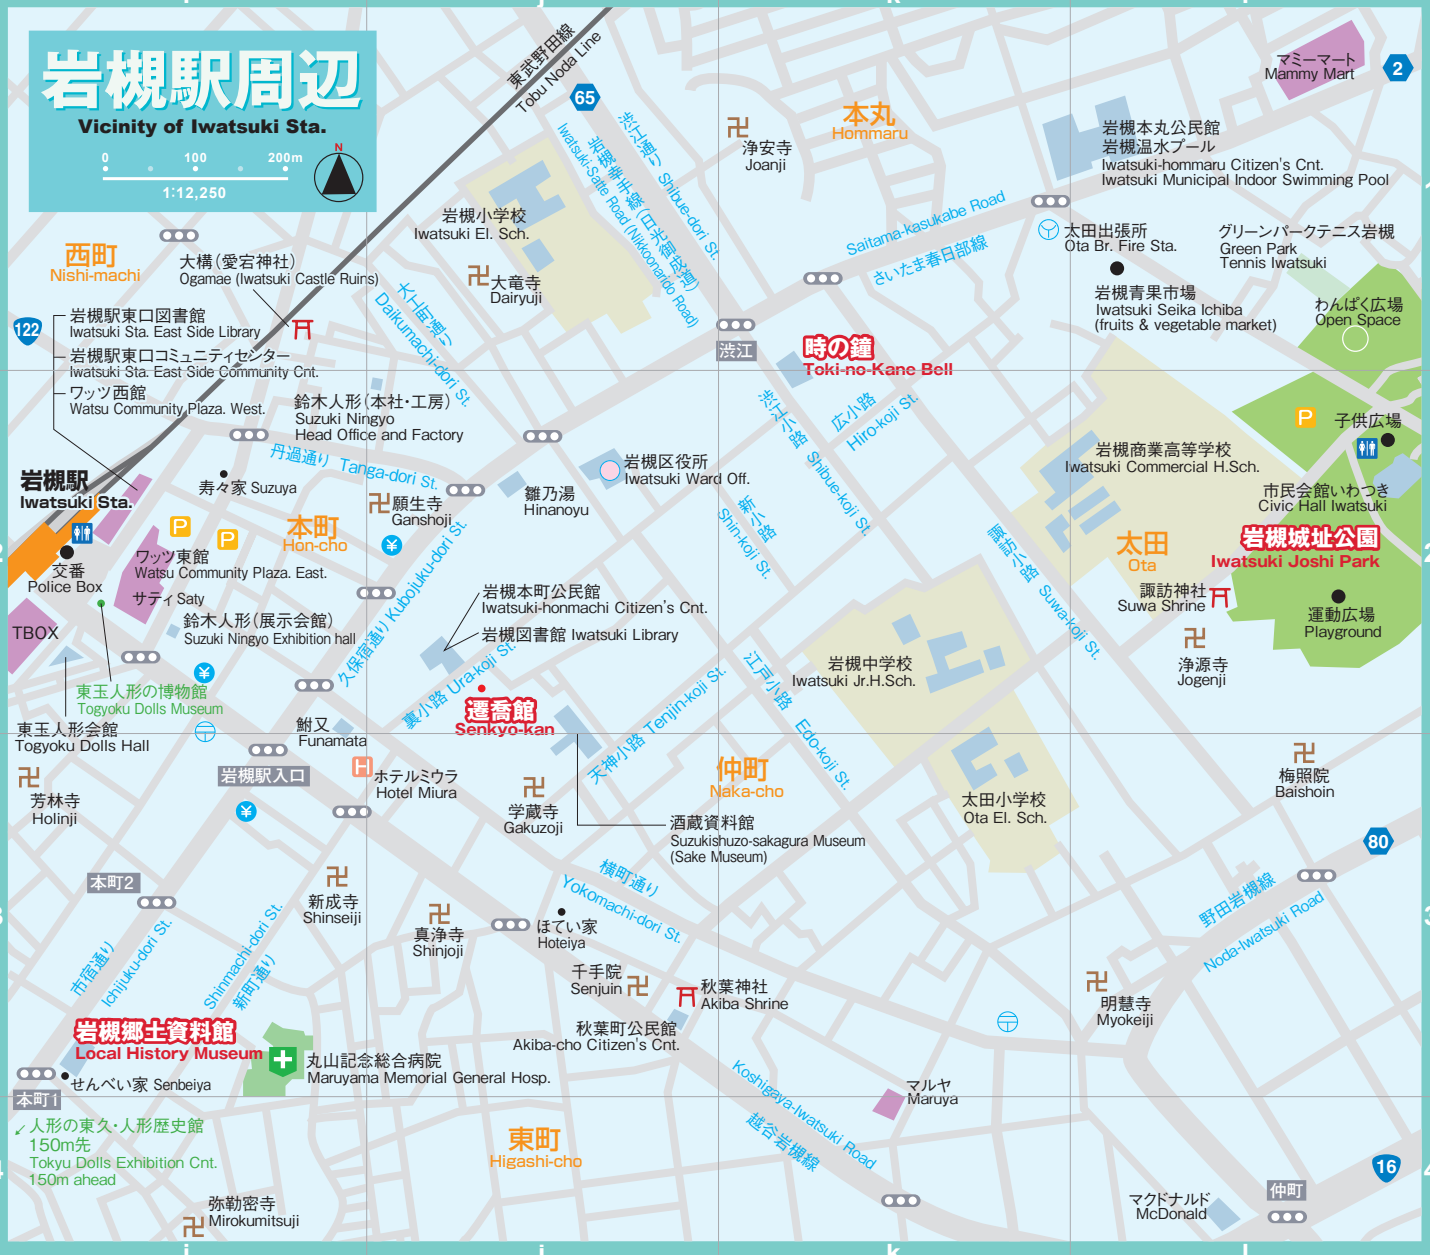 岩槻駅周辺
Vicinity of Iwatsuki Sta.
0 100 200m
N
1:12,250
東武野田線
Tobu Noda Line
65
渋江通り Shibue-dori St.
岩槻幸手線(日光御成道)
Iwatsuki-Satte Road (Nikkoonarido Road)
本丸
Hommaru
浄安寺
Joanji
マミーマート
Mammy Mart
2
岩槻本丸公民館
岩槻温水プール
Iwatsuki-hommaru Citizen's Cnt.
Iwatsuki Municipal Indoor Swimming Pool
Saitama-kasukabe Road
さいたま春日部線
太田出張所
Ota Br. Fire Sta.
グリーンパークテニス岩槻
Green Park
Tennis Iwatsuki
岩槻青果市場
Iwatsuki Seika Ichiba
(fruits & vegetable market)
わんぱく広場
Open Space
西町
Nishi-machi
大構(愛宕神社)
Ogamae (Iwatsuki Castle Ruins)
岩槻小学校
Iwatsuki El. Sch.
大竜寺
Dairyuji
大工町通り
Daikumachi-dori St.
122
岩槻駅東口図書館
Iwatsuki Sta. East Side Library
岩槻駅東口コミュニティセンター
Iwatsuki Sta. East Side Community Cnt.
ワッツ西館
Watsu Community Plaza. West.
渋江
時の鐘
Toki-no-Kane Bell
鈴木人形(本社・工房)
Suzuki Ningyo
Head Office and Factory
丹過通り Tanga-dori St.
渋江小路 Shibue-koji St.
広小路
Hiro-koji St.
岩槻商業高等学校
Iwatsuki Commercial H.Sch.
P
子供広場
市民会館いわつき
Civic Hall Iwatsuki
岩槻駅
Iwatsuki Sta.
寿々家 Suzuya
願生寺
Ganshoji
雛乃湯
Hinanoyu
岩槻区役所
Iwatsuki Ward Off.
新小路
Shin-koji St.
諏訪小路 Suwa-koji St.
太田
Ota
岩槻城址公園
Iwatsuki Joshi Park
本町
Hon-cho
P
P
¥
交番
Police Box
ワッツ東館
Watsu Community Plaza. East.
サティ Saty
TBOX
鈴木人形(展示会館)
Suzuki Ningyo Exhibition hall
久保宿通り Kubojuku-dori St.
岩槻本町公民館
Iwatsuki-honmachi Citizen's Cnt.
岩槻図書館 Iwatsuki Library
裏小路 Ura-koji St.
諏訪神社
Suwa Shrine
運動広場
Playground
浄源寺
Jogenji
岩槻中学校
Iwatsuki Jr.H.Sch.
江戸小路 Edo-koji St.
天神小路 Tenjin-koji St.
¥
東玉人形の博物館
Togyoku Dolls Museum
東玉人形会館
Togyoku Dolls Hall
遷喬館
Senkyo-kan
鮒又
Funamata
岩槻駅入口
H
ホテルミウラ
Hotel Miura
芳林寺
Holinji
¥
学蔵寺
Gakuzoji
仲町
Naka-cho
酒蔵資料館
Suzukishuzo-sakagura Museum
(Sake Museum)
太田小学校
Ota El. Sch.
梅照院
Baishoin
80
本町2
新成寺
Shinseiji
真浄寺
Shinjoji
ほてい家
Hoteiya
横町通り
Yokomachi-dori St.
野田岩槻線
Noda-Iwatsuki Road
市宿通り
Ichijuku-dori St.
Shinmachi-dori St.
新町通り
千手院
Senjuin
秋葉神社
Akiba Shrine
秋葉町公民館
Akiba-cho Citizen's Cnt.
明慧寺
Myokeiji
岩槻郷土資料館
Local History Museum
せんべい家 Senbeiya
丸山記念総合病院
Maruyama Memorial General Hosp.
本町1
人形の東久・人形歴史館
150m先
Tokyu Dolls Exhibition Cnt.
150m ahead
東町
Higashi-cho
Koshigaya-Iwatsuki Road
越谷岩槻線
マルヤ
Maruya
弥勒密寺
Mirokumitsuji
マクドナルド
McDonald
仲町
16